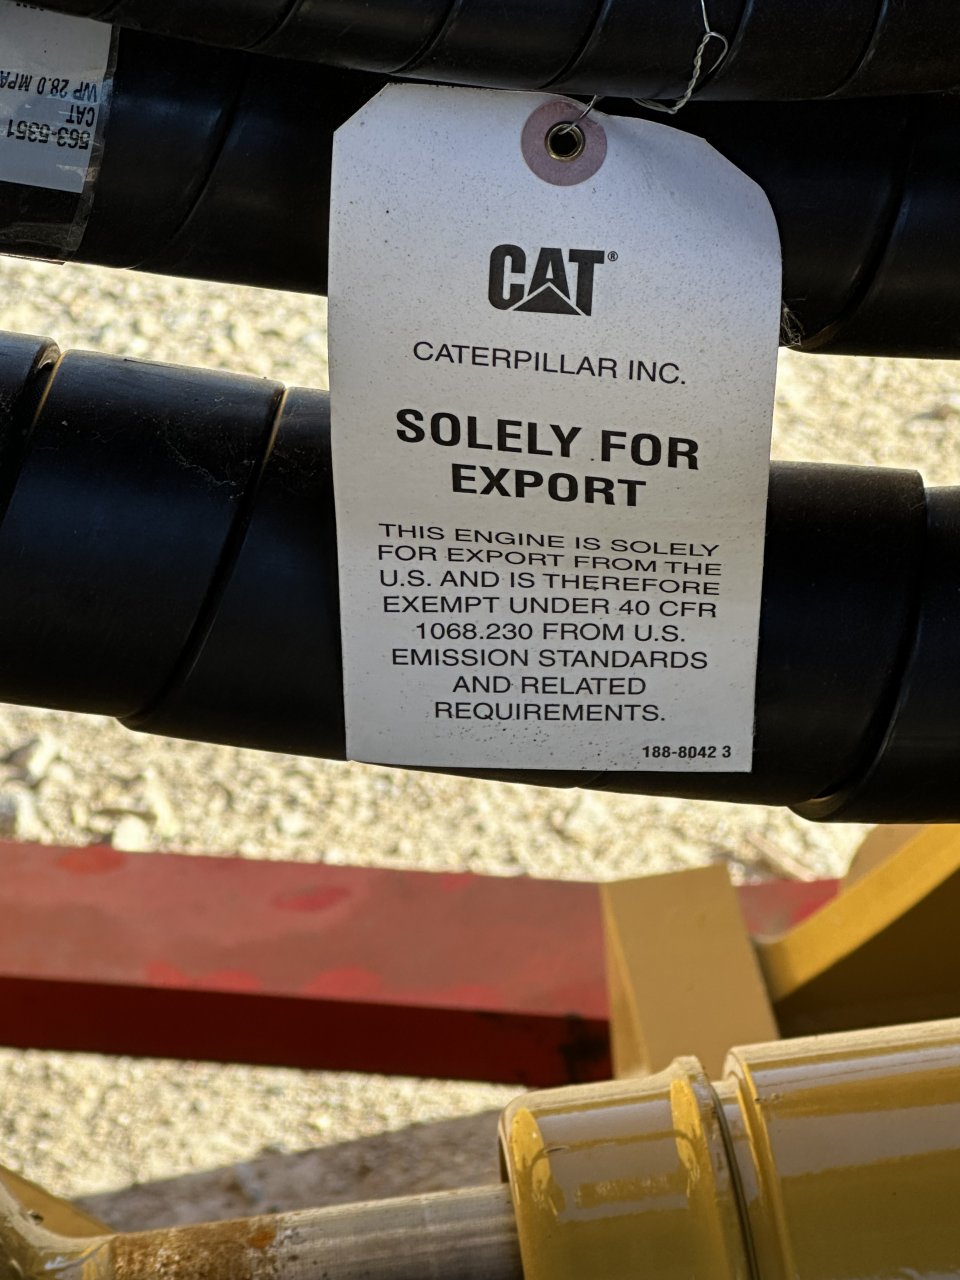 563-5351
CAT
WP 28.0 MPA
CAT®
CATERPILLAR INC.
SOLELY FOR
EXPORT
THIS ENGINE IS SOLELY
FOR EXPORT FROM THE
U.S. AND IS THEREFORE
EXEMPT UNDER 40 CFR
1068.230 FROM U.S.
EMISSION STANDARDS
AND RELATED
REQUIREMENTS.
188-8042 3